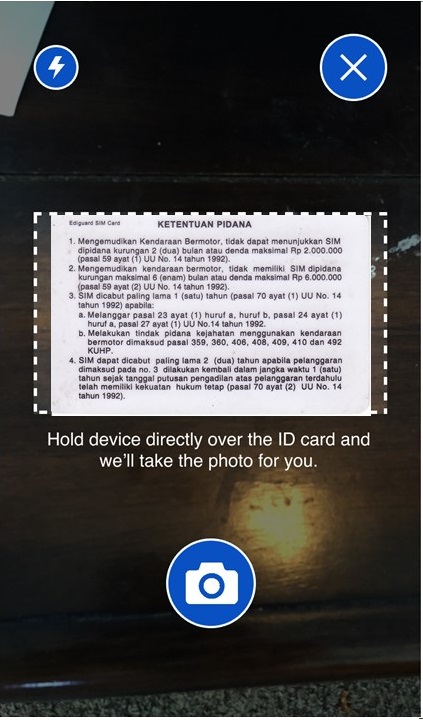 Ediguard SIM Card KETENTUAN PIDANA
1. Mengemudikan Kendaraan Bermotor, tidak dapat menunjukkan SIM
dipidana kurungan 2 (dua) bulan atau denda maksimal Rp 2.000.000
(pasal 59 ayat (1) UU No. 14 tahun 1992).
2. Mengemudikan kendaraan bermotor, tidak memiliki SIM dipidana
kurungan maksimal 6 (enam) bulan atau denda maksimal Rp 6.000.000
(pasal 59 ayat (2) UU No. 14 tahun 1992).
3. SIM dicabut paling lama 1 (satu) tahun (pasal 70 ayat (1) UU No. 14
tahun 1992) apabila:
a. Melanggar pasal 23 ayat (1) huruf a, huruf b, pasal 24 ayat (1)
huruf a, pasal 27 ayat (1) UU No.14 tahun 1992.
b. Melakukan tindak pidana kejahatan menggunakan kendaraan
bermotor dimaksud pasal 359, 360, 406, 408, 409, 410 dan 492
KUHP.
4. SIM dapat dicabut paling lama 2 (dua) tahun apabila pelanggaran
dimaksud pada no. 3 dilakukan kembali dalam jangka waktu 1 (satu)
tahun sejak tanggal putusan pengadilan atas pelanggaran terdahulu
telah memiliki kekuatan hukum tetap (pasal 70 ayat (2) UU No. 14
tahun 1992).
Hold device directly over the ID card and
we'll take the photo for you.